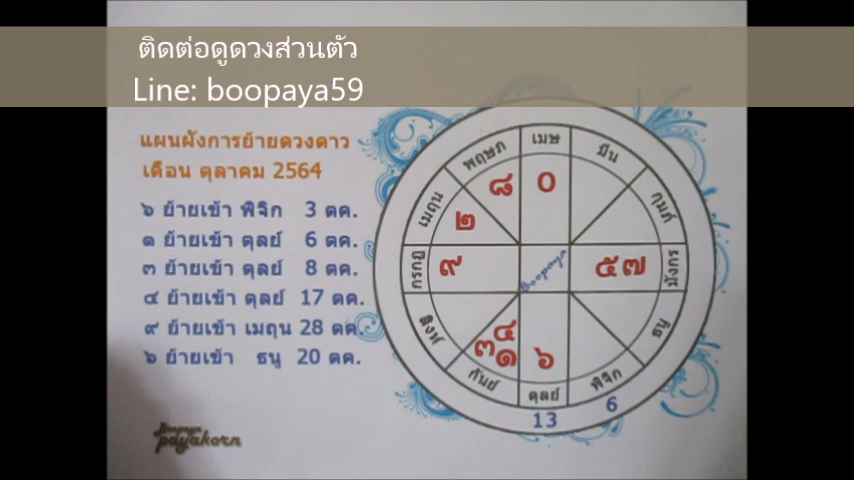 ติดต่อดูดวงส่วนตัว
Line: boopaya59
แผนผังการย้ายดวงดาว
เดือน ตุลาคม 2564
๖ ย้ายเข้า พิจิก 3 ตค.
๑ ย้ายเข้า ตุลย์ 6 ตค.
๓ ย้ายเข้า ตุลย์ 8 ตค.
๔ ย้ายเข้า ตุลย์ 17 ตค.
๙ ย้ายเข้า เมถุน 28 ตค.
๖ ย้ายเข้า ธนู 20 ตค.
Boopaya
payakorn
พฤษภ เมษ มีน
๘ ๐
เมถุน กุมภ์
๒
กรกฎ ๙ Boopaya ๕๗ มังกร
สิงห์ ธนู
๔
๓๑ ๖
กันย์ ตุลย์ พิจิก
13 6